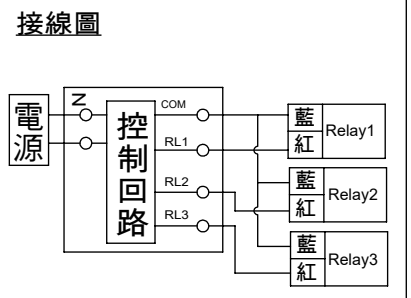 接線圖
電源
N
控制回路
COM
RL1
RL2
RL3
藍
紅
Relay1
藍
紅
Relay2
藍
紅
Relay3